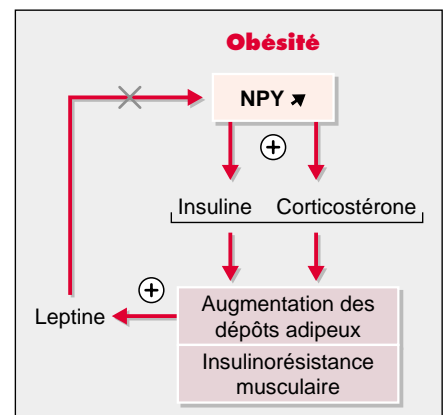 Obésité
NPY ↗
+
Insuline Corticostérone
+
Leptine
Augmentation des
dépôts adipeux
Insulinorésistance
musculaire